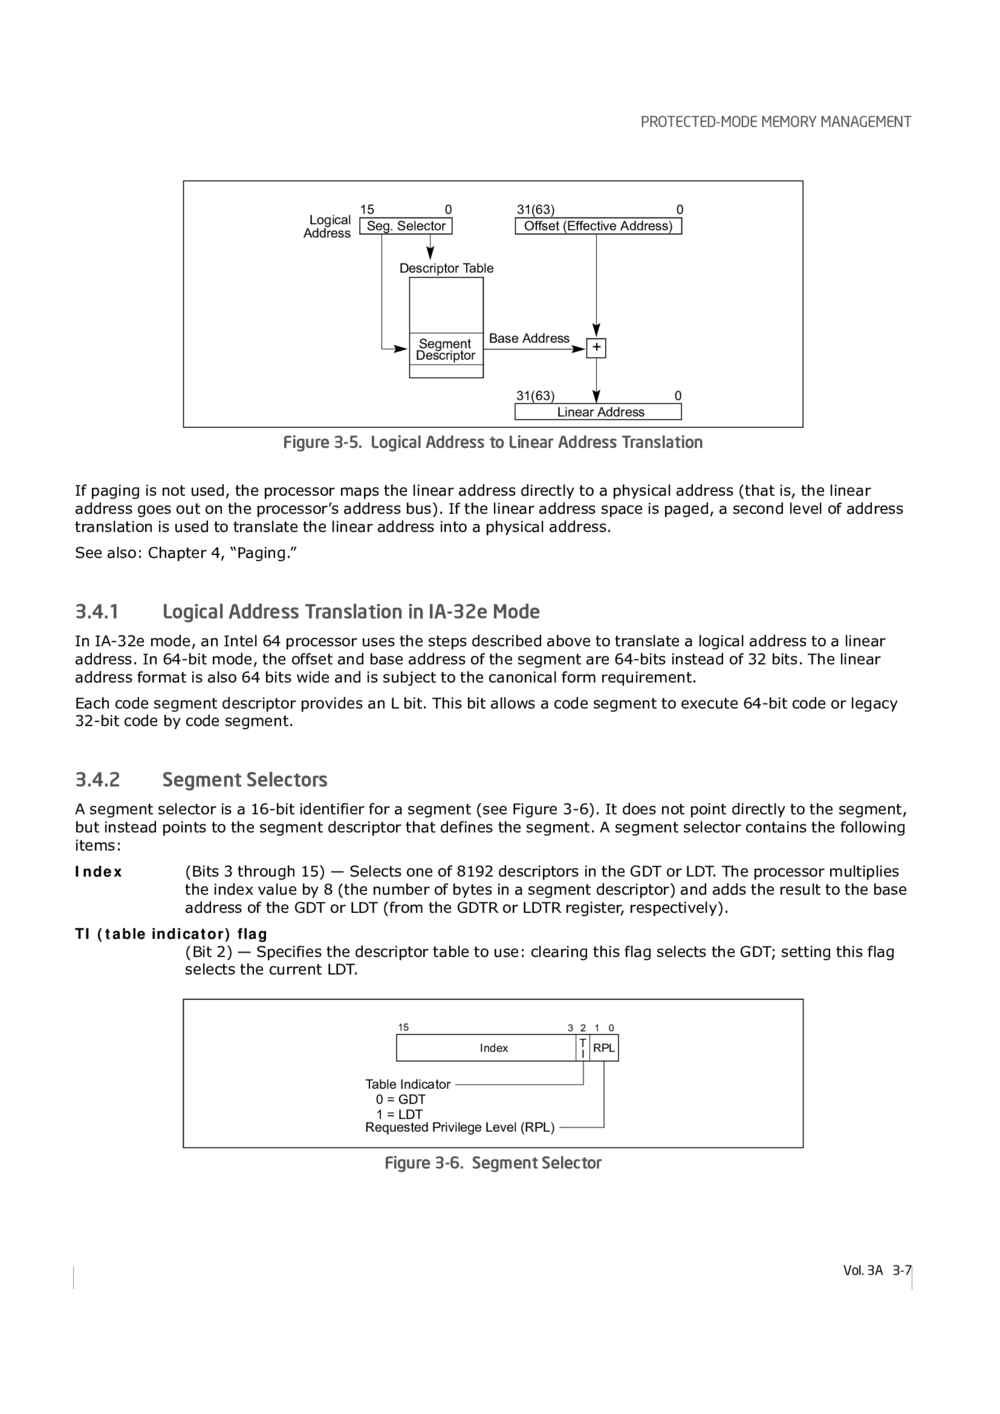 PROTECTED-MODE MEMORY MANAGEMENT
15 0 31(63) 0
Logical
Address
Seg. Selector Offset (Effective Address)
Descriptor Table
Segment
Descriptor
Base Address
+
31(63) 0
Linear Address
Figure 3-5. Logical Address to Linear Address Translation
If paging is not used, the processor maps the linear address directly to a physical address (that is, the linear
address goes out on the processor’s address bus). If the linear address space is paged, a second level of address
translation is used to translate the linear address into a physical address.
See also: Chapter 4, “Paging.”
3.4.1 Logical Address Translation in IA-32e Mode
In IA-32e mode, an Intel 64 processor uses the steps described above to translate a logical address to a linear
address. In 64-bit mode, the offset and base address of the segment are 64-bits instead of 32 bits. The linear
address format is also 64 bits wide and is subject to the canonical form requirement.
Each code segment descriptor provides an L bit. This bit allows a code segment to execute 64-bit code or legacy
32-bit code by code segment.
3.4.2 Segment Selectors
A segment selector is a 16-bit identifier for a segment (see Figure 3-6). It does not point directly to the segment,
but instead points to the segment descriptor that defines the segment. A segment selector contains the following
items:
Index (Bits 3 through 15) — Selects one of 8192 descriptors in the GDT or LDT. The processor multiplies
the index value by 8 (the number of bytes in a segment descriptor) and adds the result to the base
address of the GDT or LDT (from the GDTR or LDTR register, respectively).
TI (table indicator) flag
(Bit 2) — Specifies the descriptor table to use: clearing this flag selects the GDT; setting this flag
selects the current LDT.
15 3 2 1 0
Index TI RPL
Table Indicator
0 = GDT
1 = LDT
Requested Privilege Level (RPL)
Figure 3-6. Segment Selector
Vol. 3A 3-7